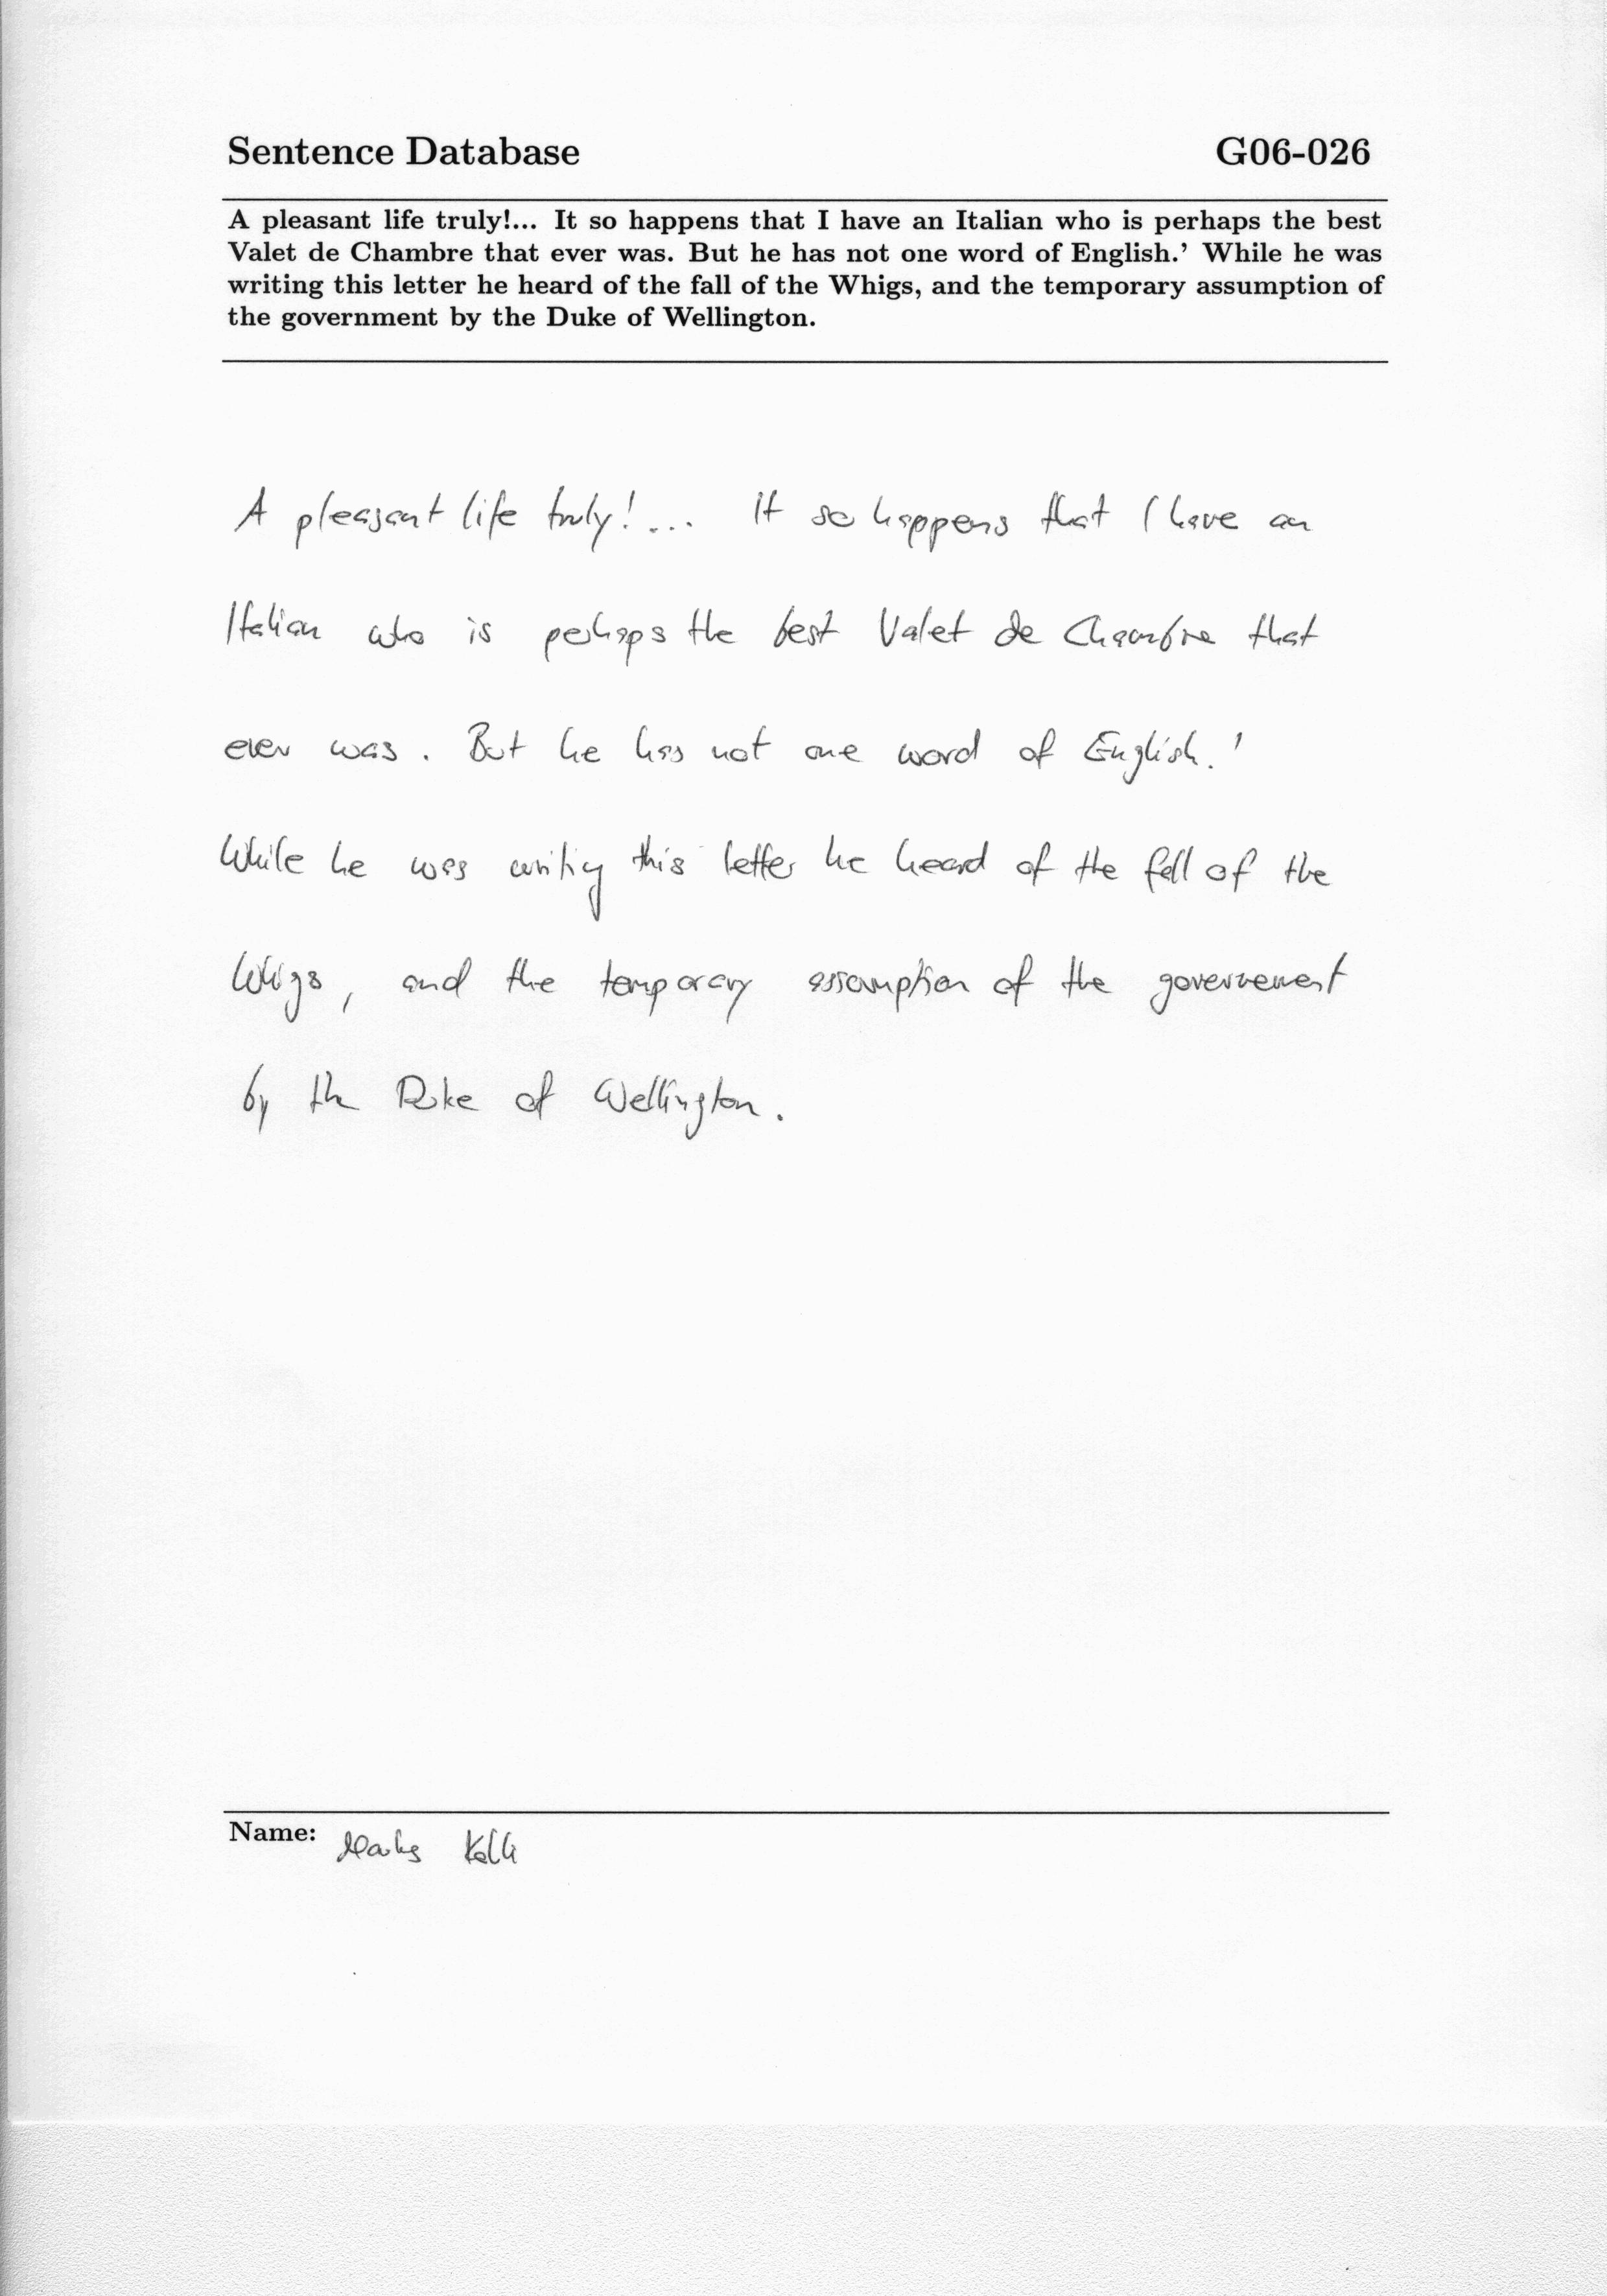 Sentence Database G06-026
A pleasant life truly!... It so happens that I have an Italian who is perhaps the best
Valet de Chambre that ever was. But he has not one word of English.’ While he was
writing this letter he heard of the fall of the Whigs, and the temporary assumption of
the government by the Duke of Wellington.
A pleasant life truly!... It so happens that I have an
Italian who is perhaps the best Valet de Chambre that
ever was. But he has not one word of English.'
While he was writing this letter he heard of the fall of the
Whigs, and the temporary assumption of the government
by the Duke of Wellington.
Name: